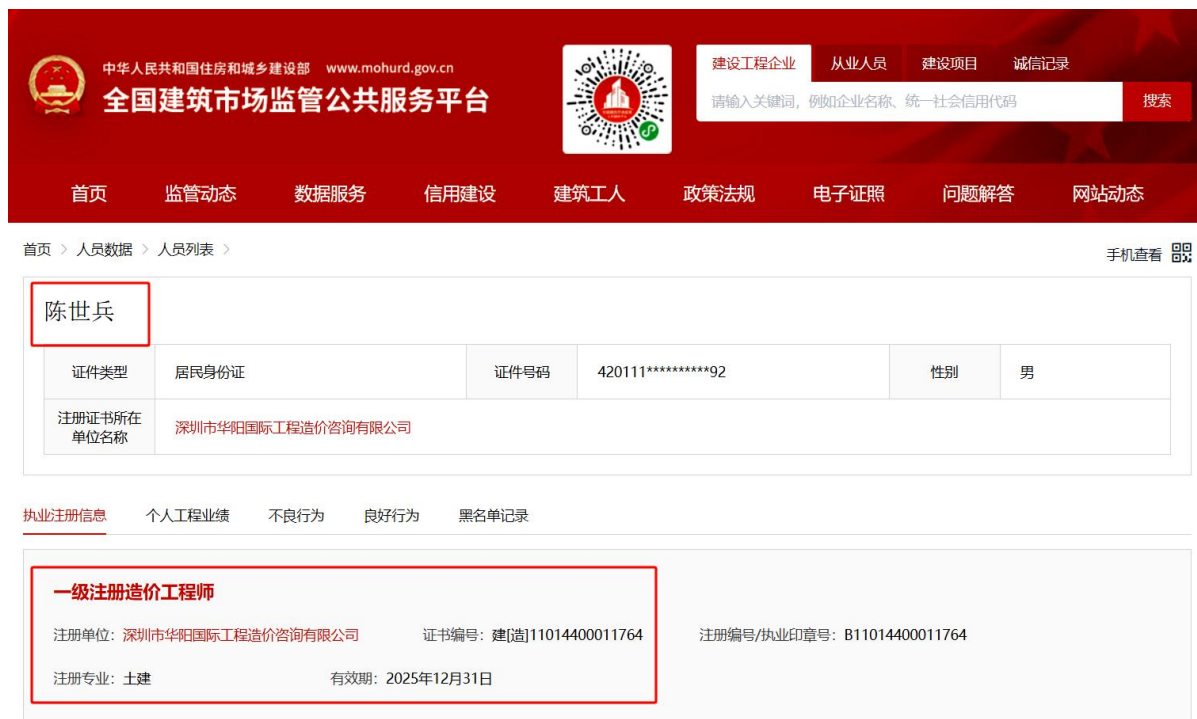 中华人民共和国住房和城乡建设部 www.mohurd.gov.cn
全国建筑市场监管公共服务平台
建设工程企业 从业人员 建设项目 诚信记录
请输入关键词，例如企业名称、统一社会信用代码 搜索
首页 监管动态 数据服务 信用建设 建筑工人 政策法规 电子证照 问题解答 网站动态
首页 > 人员数据 > 人员列表 >
手机查看
陈世兵
证件类型 居民身份证 证件号码 420111**********92 性别 男
注册证书所在
单位名称
深圳市华阳国际工程造价咨询有限公司
执业注册信息 个人工程业绩 不良行为 良好行为 黑名单记录
一级注册造价工程师
注册单位：深圳市华阳国际工程造价咨询有限公司 证书编号：建[造]11014400011764 注册编号/执业印章号：B11014400011764
注册专业：土建 有效期：2025年12月31日